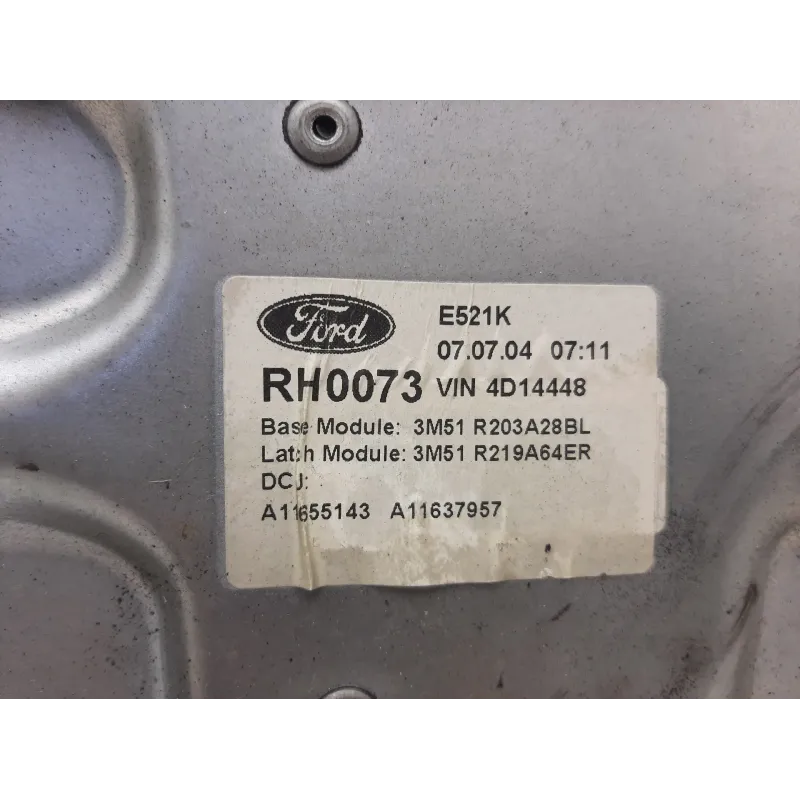 Ford
E521K
07.07.04 07:11
RH0073 VIN 4D14448
Base Module: 3M51 R203A28BL
Latch Module: 3M51 R219A64ER
DCU:
A11655143 A11637957